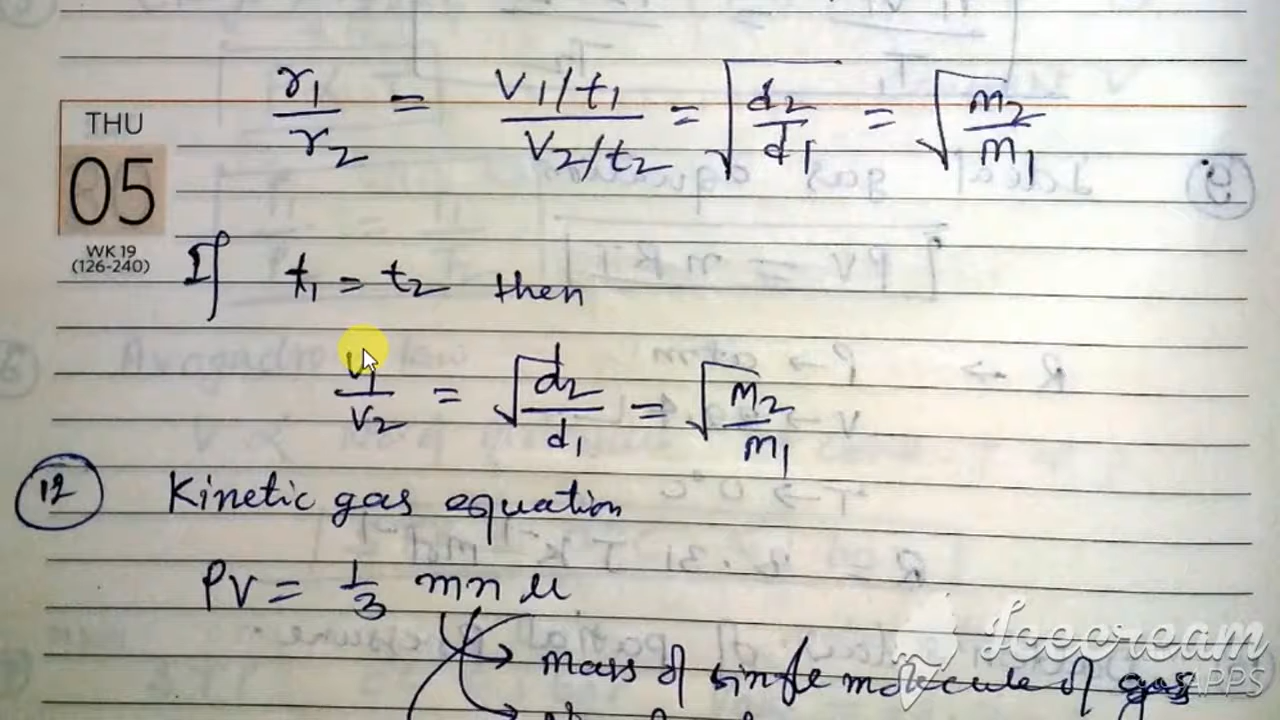 r1/r2 = (V1/t1)/(V2/t2) = √(d2/d1) = √(M2/M1)
THU
05
WK 19
(126-240)
If t1 = t2 then
V1/V2 = √(d2/d1) = √(M2/M1)
12 Kinetic gas equation
PV = 1/3 mn u
→ mass of single molecule of gas
Icecream
APPS